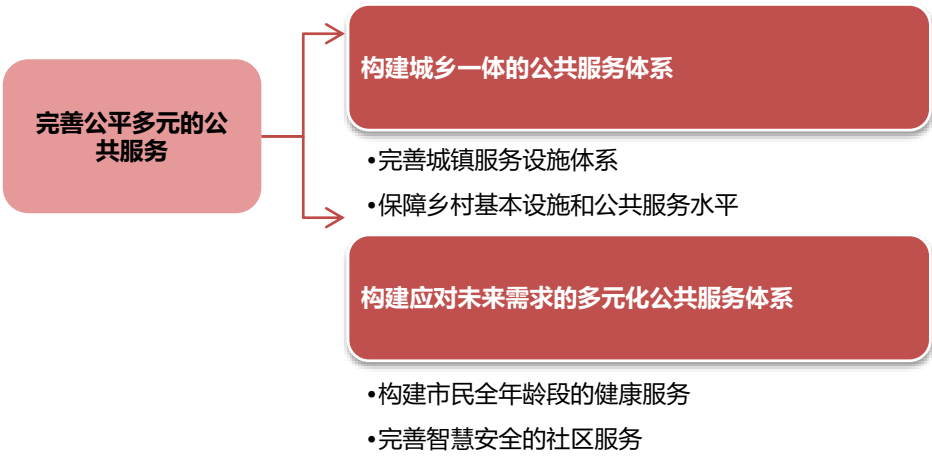 完善公平多元的公
共服务
构建城乡一体的公共服务体系
•完善城镇服务设施体系
•保障乡村基本设施和公共服务水平
构建应对未来需求的多元化公共服务体系
•构建市民全年龄段的健康服务
•完善智慧安全的社区服务